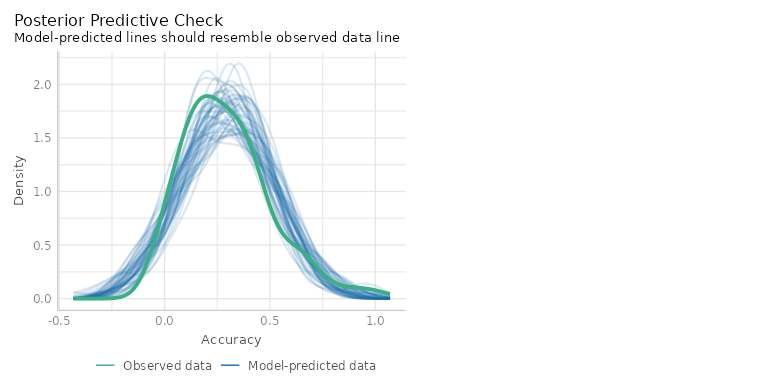 Posterior Predictive Check
Model-predicted lines should resemble observed data line
2.0
1.5
1.0
0.5
0.0
Density
-0.5 0.0 0.5 1.0
Accuracy
Observed data Model-predicted data